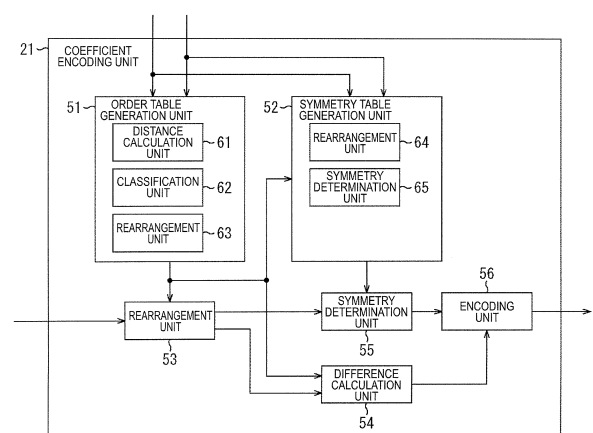 21
COEFFICIENT
ENCODING UNIT
51
ORDER TABLE
GENERATION UNIT
DISTANCE
CALCULATION
UNIT
61
CLASSIFICATION
UNIT
62
REARRANGEMENT
UNIT
63
52
SYMMETRY TABLE
GENERATION UNIT
REARRANGEMENT
UNIT
64
SYMMETRY
DETERMINATION
UNIT
65
REARRANGEMENT
UNIT
53
SYMMETRY
DETERMINATION
UNIT
55
56
ENCODING
UNIT
DIFFERENCE
CALCULATION
UNIT
54